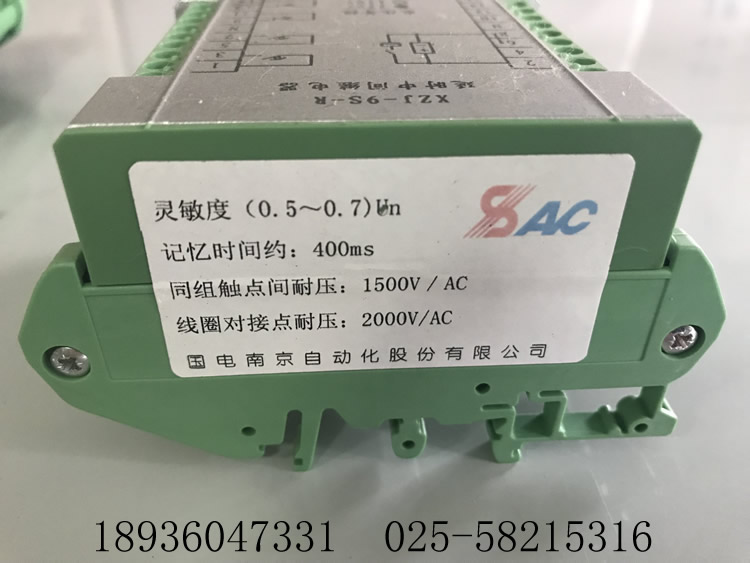 XZJ-9S-R
延时中间继电器
灵敏度（0.5～0.7)Un
SAC
记忆时间约：400ms
同组触点间耐压：1500V／AC
线圈对接点耐压：2000V/AC
国电南京自动化股份有限公司
18936047331 025-58215316